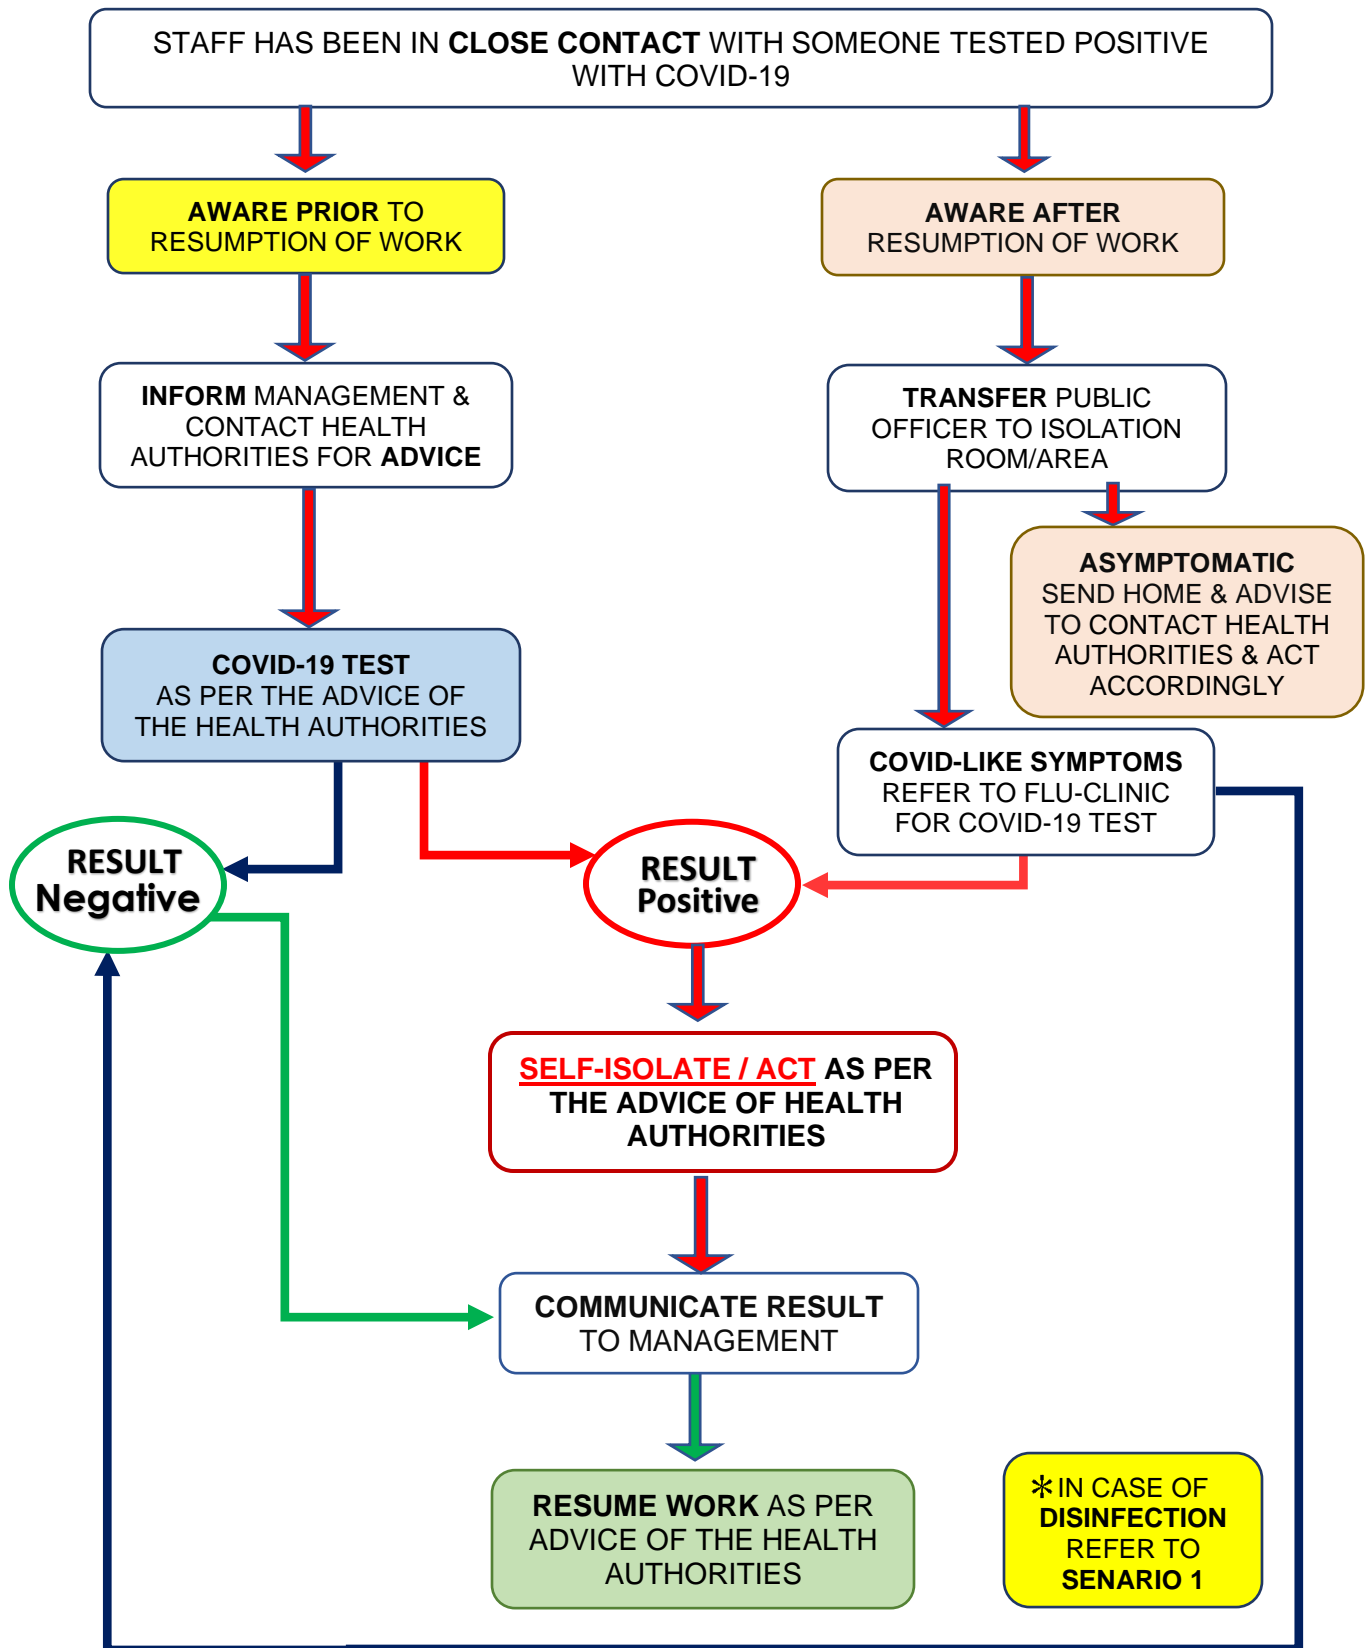 STAFF HAS BEEN IN CLOSE CONTACT WITH SOMEONE TESTED POSITIVE
WITH COVID-19
AWARE PRIOR TO
RESUMPTION OF WORK
AWARE AFTER
RESUMPTION OF WORK
INFORM MANAGEMENT &
CONTACT HEALTH
AUTHORITIES FOR ADVICE
TRANSFER PUBLIC
OFFICER TO ISOLATION
ROOM/AREA
ASYMPTOMATIC
SEND HOME & ADVISE
TO CONTACT HEALTH
AUTHORITIES & ACT
ACCORDINGLY
COVID-19 TEST
AS PER THE ADVICE OF
THE HEALTH AUTHORITIES
COVID-LIKE SYMPTOMS
REFER TO FLU-CLINIC
FOR COVID-19 TEST
RESULT
Negative
RESULT
Positive
SELF-ISOLATE / ACT AS PER
THE ADVICE OF HEALTH
AUTHORITIES
COMMUNICATE RESULT
TO MANAGEMENT
RESUME WORK AS PER
ADVICE OF THE HEALTH
AUTHORITIES
* IN CASE OF
DISINFECTION
REFER TO
SENARIO 1